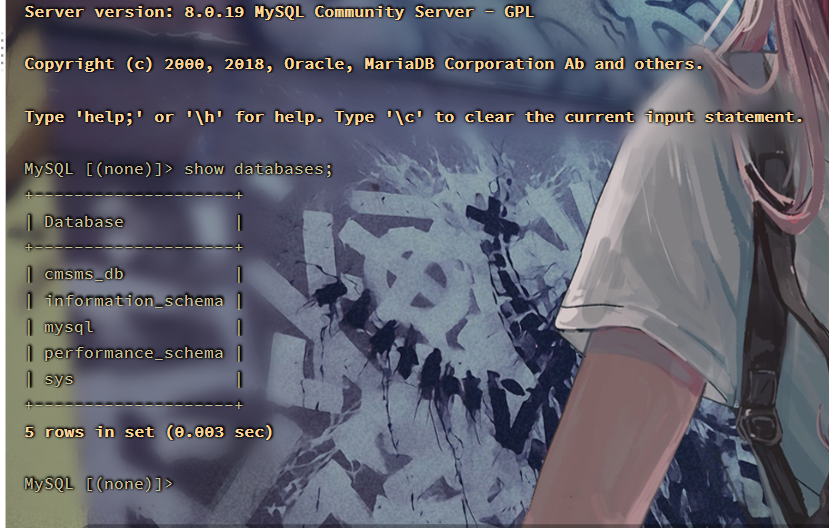 Server version: 8.0.19 MySQL Community Server - GPL
Copyright (c) 2000, 2018, Oracle, MariaDB Corporation Ab and others.
Type 'help;' or '\h' for help. Type '\c' to clear the current input statement.
MySQL [(none)]> show databases;
+--------------------+
| Database           |
+--------------------+
| cmsms_db           |
| information_schema |
| mysql              |
| performance_schema |
| sys                |
+--------------------+
5 rows in set (0.003 sec)
MySQL [(none)]>